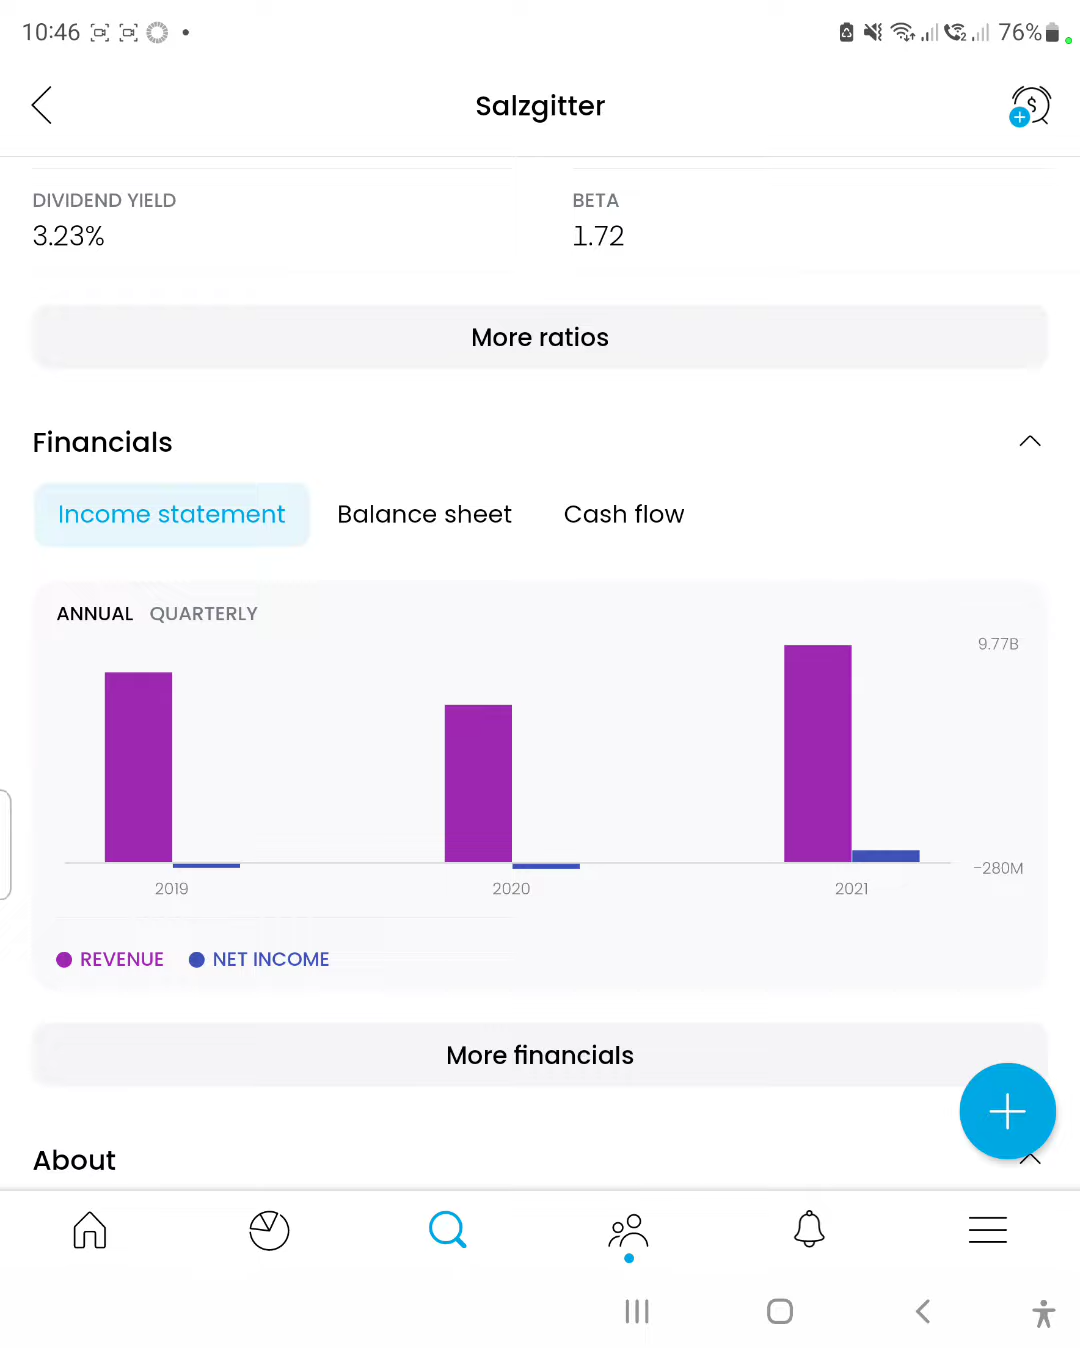 10:46
76%
Salzgitter
DIVIDEND YIELD
3.23%
BETA
1.72
More ratios
Financials
Income statement Balance sheet Cash flow
ANNUAL QUARTERLY
9.77B
-280M
2019 2020 2021
REVENUE NET INCOME
More financials
About